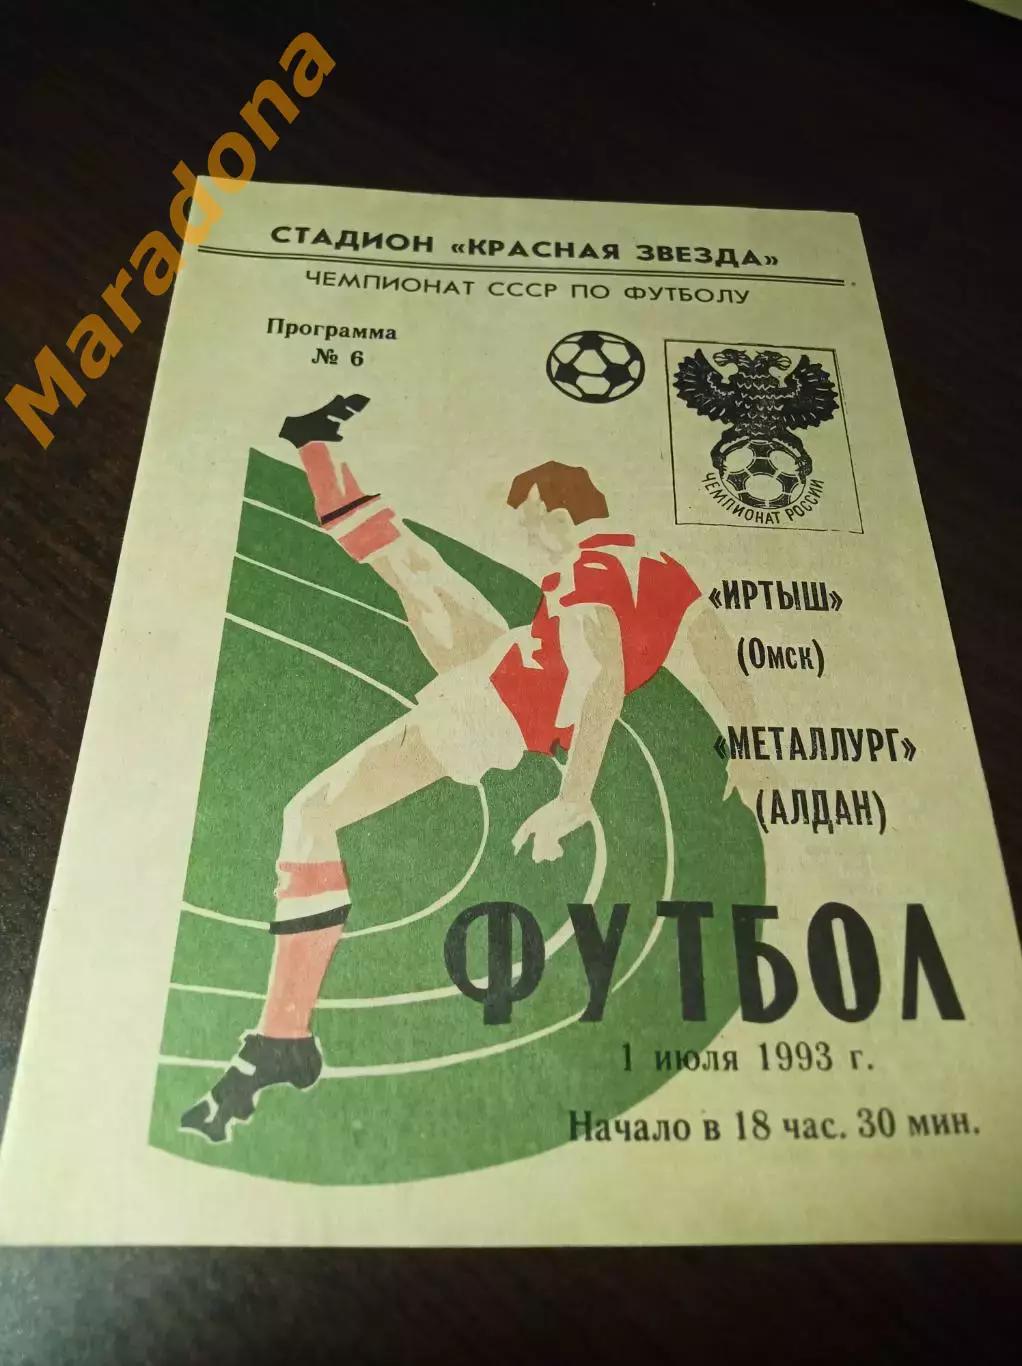 Maradona
СТАДИОН «КРАСНАЯ ЗВЕЗДА»
ЧЕМПИОНАТ СССР ПО ФУТБОЛУ
Программа
№ 6
ЧЕМПИОНАТ РОССИИ
«ИРТЫШ»
(Омск)
«МЕТАЛЛУРГ»
(АЛДАН)
ФУТБОЛ
1 июля 1993 г.
Начало в 18 час. 30 мин.